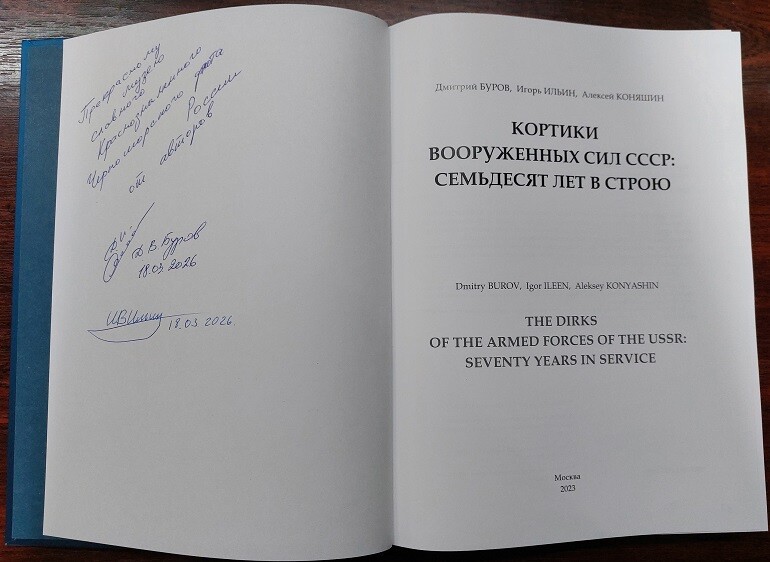 Прекрасному
музею
славного
Краснознаменного
Черноморского флота
России
от авторов
Д.В. Буров
18.03.2026
ИВИльин 18.03.2026.
Дмитрий БУРОВ, Игорь ИЛЬИН, Алексей КОНЯШИН
КОРТИКИ
ВООРУЖЕННЫХ СИЛ СССР:
СЕМЬДЕСЯТ ЛЕТ В СТРОЮ
Dmitry BUROV, Igor ILEEN, Aleksey KONYASHIN
THE DIRKS
OF THE ARMED FORCES OF THE USSR:
SEVENTY YEARS IN SERVICE
Москва
2023